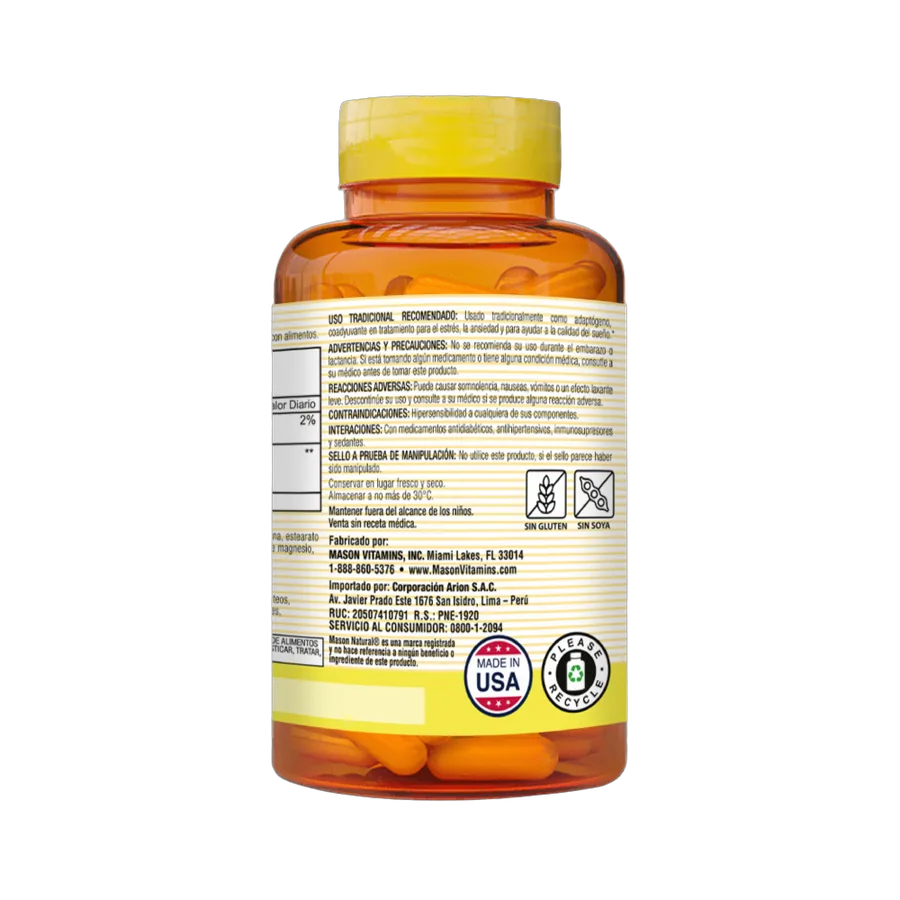 con alimentos.
alor Diario
2%
**
na, estearato
e magnesio,
teos,
es,
DE ALIMENTOS
STICAR, TRATAR,
USO TRADICIONAL RECOMENDADO: Usado tradicionalmente como adaptógeno,
coadyuvante en tratamiento para el estrés, la ansiedad y para ayudar a la calidad del sueño.*
ADVERTENCIAS Y PRECAUCIONES: No se recomienda su uso durante el embarazo o
lactancia. Si está tomando algún medicamento o tiene alguna condición médica, consulte a
su médico antes de tomar este producto.
REACCIONES ADVERSAS: Puede causar somnolencia, nauseas, vómitos o un efecto laxante
leve. Descontinúe su uso y consulte a su médico si se produce alguna reacción adversa.
CONTRAINDICACIONES: Hipersensibilidad a cualquiera de sus componentes.
INTERACIONES: Con medicamentos antidiabéticos, antihipertensivos, inmunosupresores
y sedantes.
SELLO A PRUEBA DE MANIPULACIÓN: No utilice este producto, si el sello parece haber
sido manipulado.
Conservar en lugar fresco y seco.
Almacenar a no más de 30°C.
Mantener fuera del alcance de los niños.
Venta sin receta médica.
SIN GLUTEN
SIN SOYA
Fabricado por:
MASON VITAMINS, INC. Miami Lakes, FL 33014
1-888-860-5376 • www.MasonVitamins.com
Importado por: Corporación Arion S.A.C.
Av. Javier Prado Este 1676 San Isidro, Lima – Perú
RUC: 20507410791 R.S.: PNE-1920
SERVICIO AL CONSUMIDOR: 0800-1-2094
Mason Natural® es una marca registrada
y no hace referencia a ningún beneficio o
ingrediente de este producto.
MADE IN
USA
PLEASE
RECYCLE